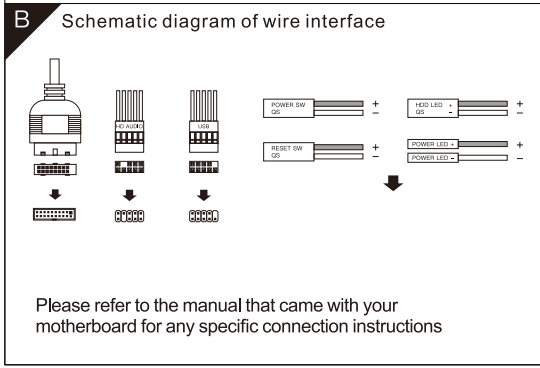 B
Schematic diagram of wire interface
HD AUDIO
USB
POWER SW
QS
+
-
HDD LED +
QS -
+
-
RESET SW
QS
+
-
POWER LED +
POWER LED -
+
-
Please refer to the manual that came with your
motherboard for any specific connection instructions